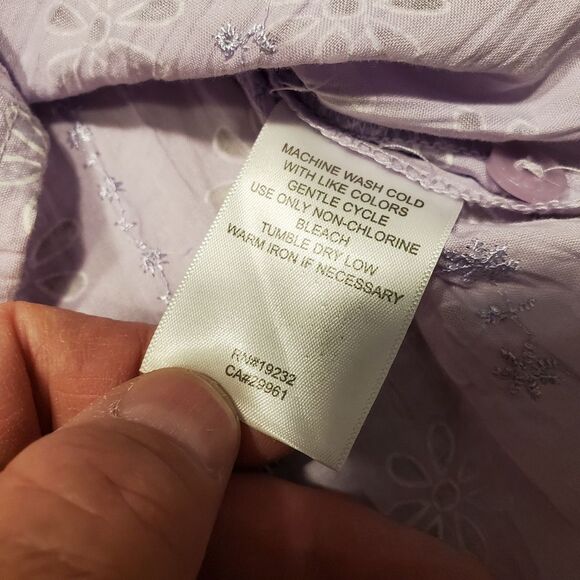 MACHINE WASH COLD
WITH LIKE COLORS
GENTLE CYCLE
USE ONLY NON-CHLORINE
BLEACH
TUMBLE DRY LOW
WARM IRON IF NECESSARY
RN#19232
CA#29961